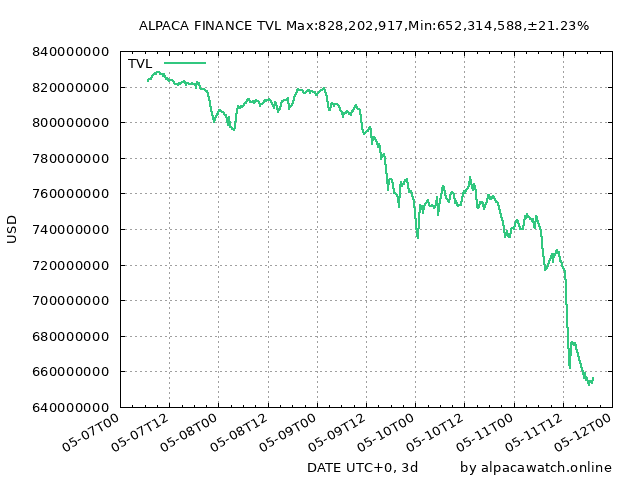 ALPACA FINANCE TVL Max:828,202,917,Min:652,314,588,±21.23%
TVL
840000000
820000000
800000000
780000000
760000000
740000000
720000000
700000000
680000000
660000000
640000000
USD
05-07T00
05-07T12
05-08T00
05-08T12
05-09T00
05-09T12
05-10T00
05-10T12
05-11T00
05-11T12
05-12T00
DATE UTC+0, 3d
by alpacawatch.online